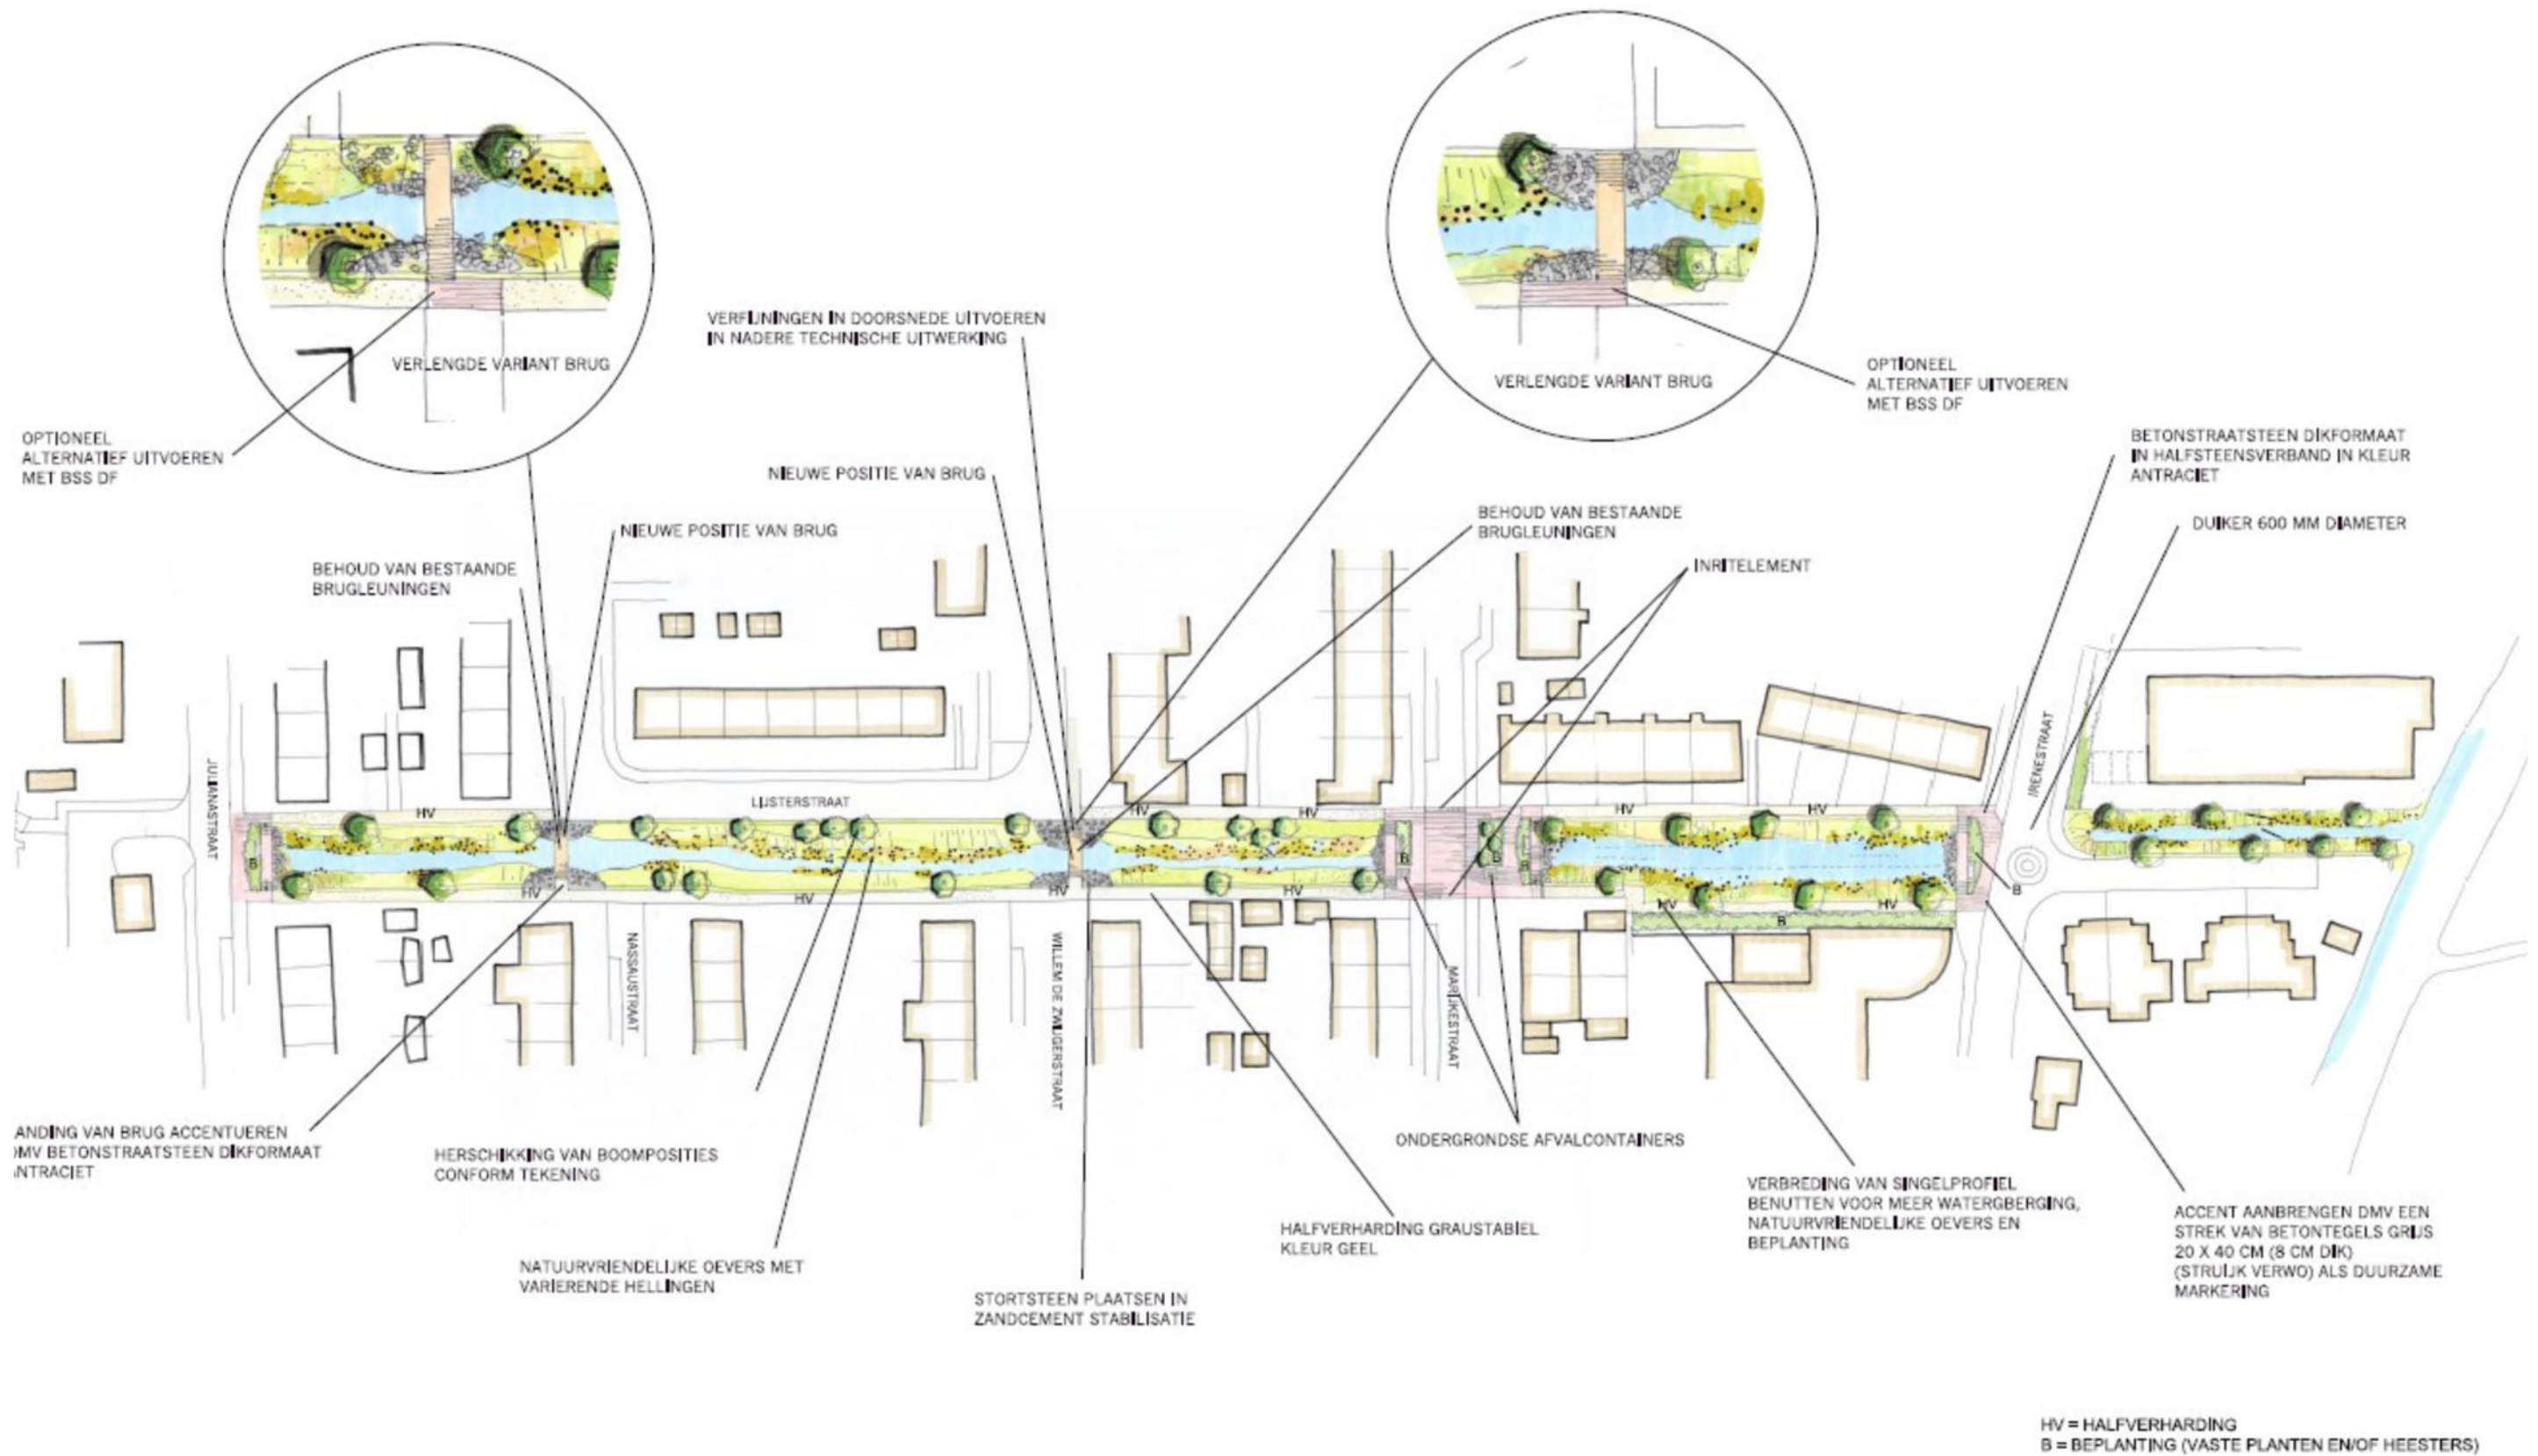 VERFIJNINGEN IN DOORSNEDE UITVOEREN
IN NADERE TECHNISCHE UITWERKING
VERLENGDE VARIANT BRUG
VERLENGDE VARIANT BRUG
OPTIONEEL
ALTERNATIEF UITVOEREN
MET BSS DF
OPTIONEEL
ALTERNATIEF UITVOEREN
MET BSS DF
BETONSTRAATSTEEN DIKFORMAAT
IN HALFSTEENSVERBAND IN KLEUR
ANTRACIET
NIEUWE POSITIE VAN BRUG
BEHOUD VAN BESTAANDE
BRUGLEUNINGEN
DUIKER 600 MM DIAMETER
NIEUWE POSITIE VAN BRUG
BEHOUD VAN BESTAANDE
BRUGLEUNINGEN
INRITELEMENT
JULIANASTRAAT
LIJSTERSTRAAT
IRENESTRAAT
HV
HV
HV
HV
HV
B
B
B
B
B
HV
HV
HV
HV
HV
HV
B
NASSAUSTRAAT
WILLEM DE ZWIJGERSTRAAT
MARIJKESTRAAT
ANDING VAN BRUG ACCENTUEREN
DMV BETONSTRAATSTEEN DIKFORMAAT
ANTRACIET
HERSCHIKKING VAN BOOMPOSITIES
CONFORM TEKENING
ONDERGRONDSE AFVALCONTAINERS
VERBREDING VAN SINGELPROFIEL
BENUTTEN VOOR MEER WATERGBERGING,
NATUURVRIENDELIJKE OEVERS EN
BEPLANTING
ACCENT AANBRENGEN DMV EEN
STREK VAN BETONTEGELS GRIJS
20 X 40 CM (8 CM DIK)
(STRUIJK VERWO) ALS DUURZAME
MARKERING
HALFVERHARDING GRAUSTABIEL
KLEUR GEEL
NATUURVRIENDELIJKE OEVERS MET
VARIERENDE HELLINGEN
STORTSTEEN PLAATSEN IN
ZANDCEMENT STABILISATIE
HV = HALFVERHARDING
B = BEPLANTING (VASTE PLANTEN EN/OF HEESTERS)